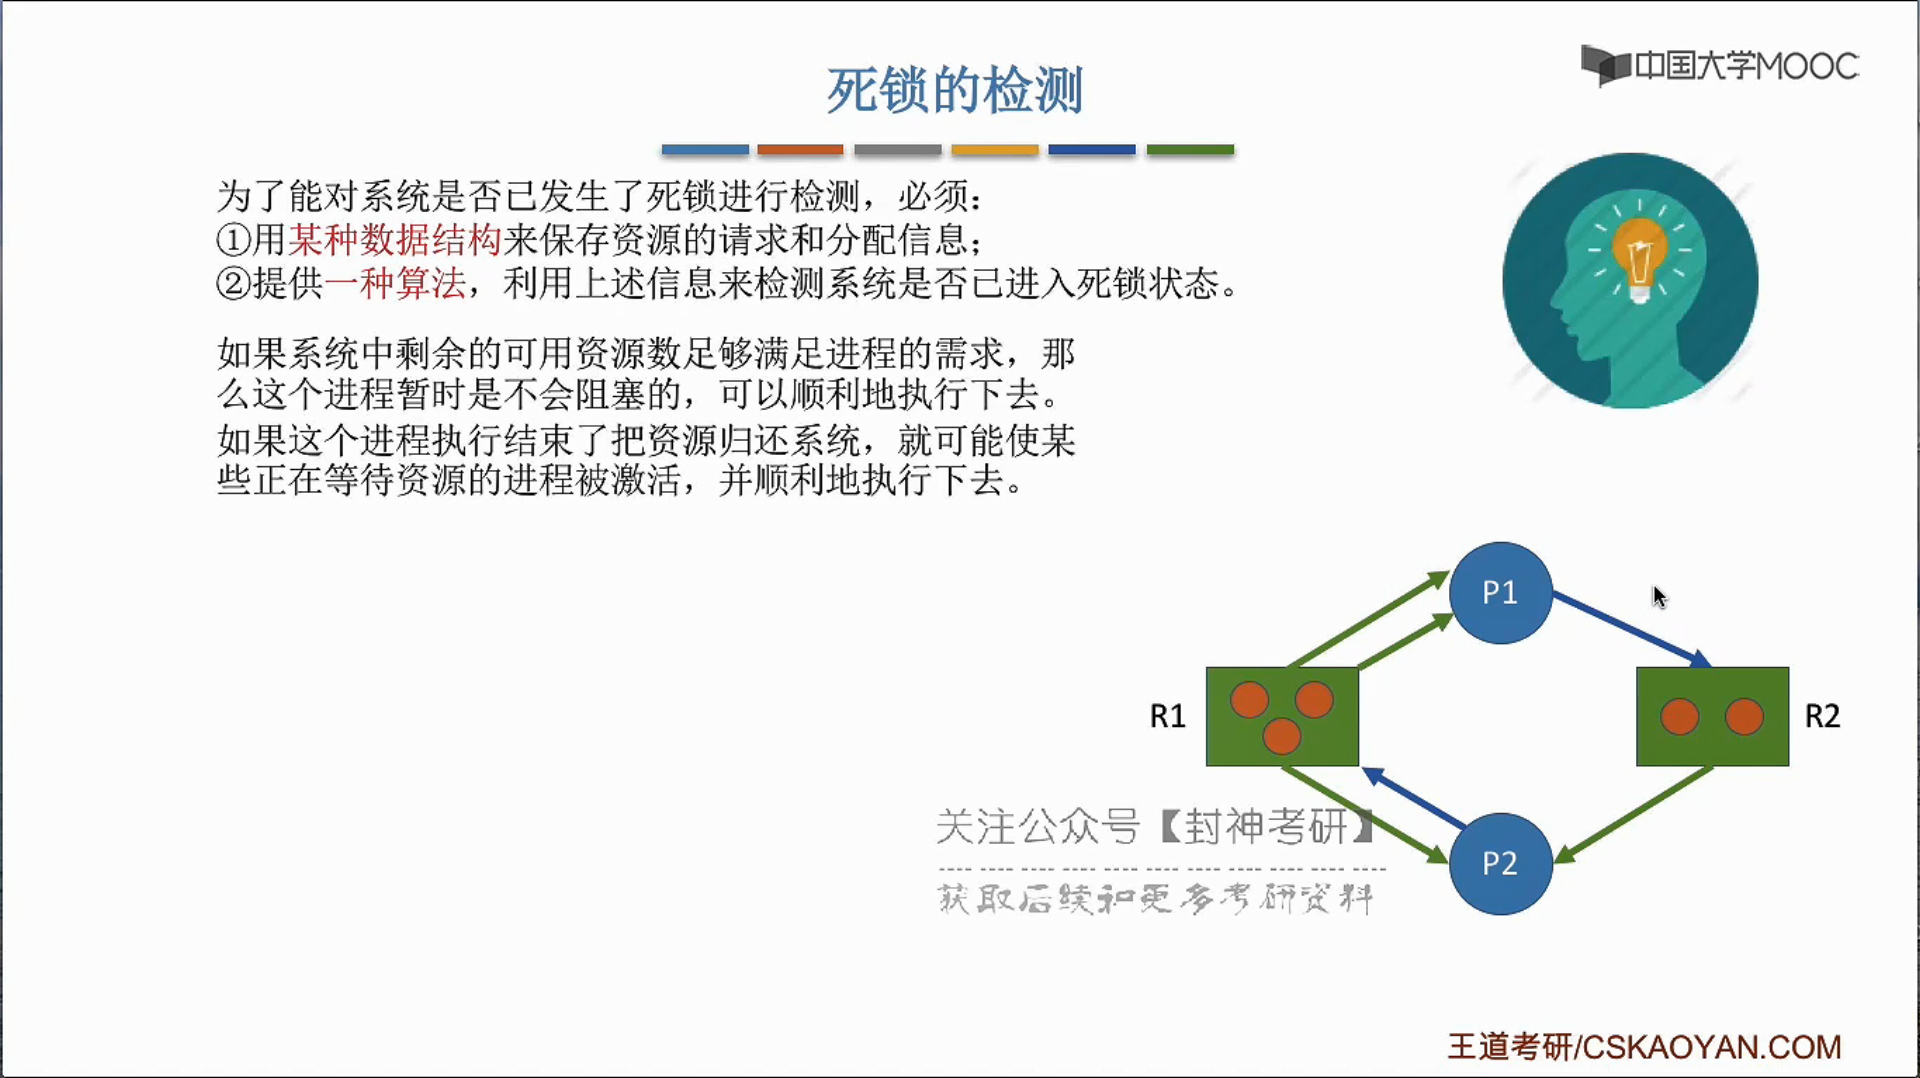 中国大学MOOC
死锁的检测
为了能对系统是否已发生了死锁进行检测，必须：
①用某种数据结构来保存资源的请求和分配信息；
②提供一种算法，利用上述信息来检测系统是否已进入死锁状态。
如果系统中剩余的可用资源数足够满足进程的需求，那
么这个进程暂时是不会阻塞的，可以顺利地执行下去。
如果这个进程执行结束了把资源归还系统，就可能使某
些正在等待资源的进程被激活，并顺利地执行下去。
P1
R1
R2
关注公众号【封神考研】
P2
获取后续和更多考研资料
王道考研/CSKAOYAN.COM